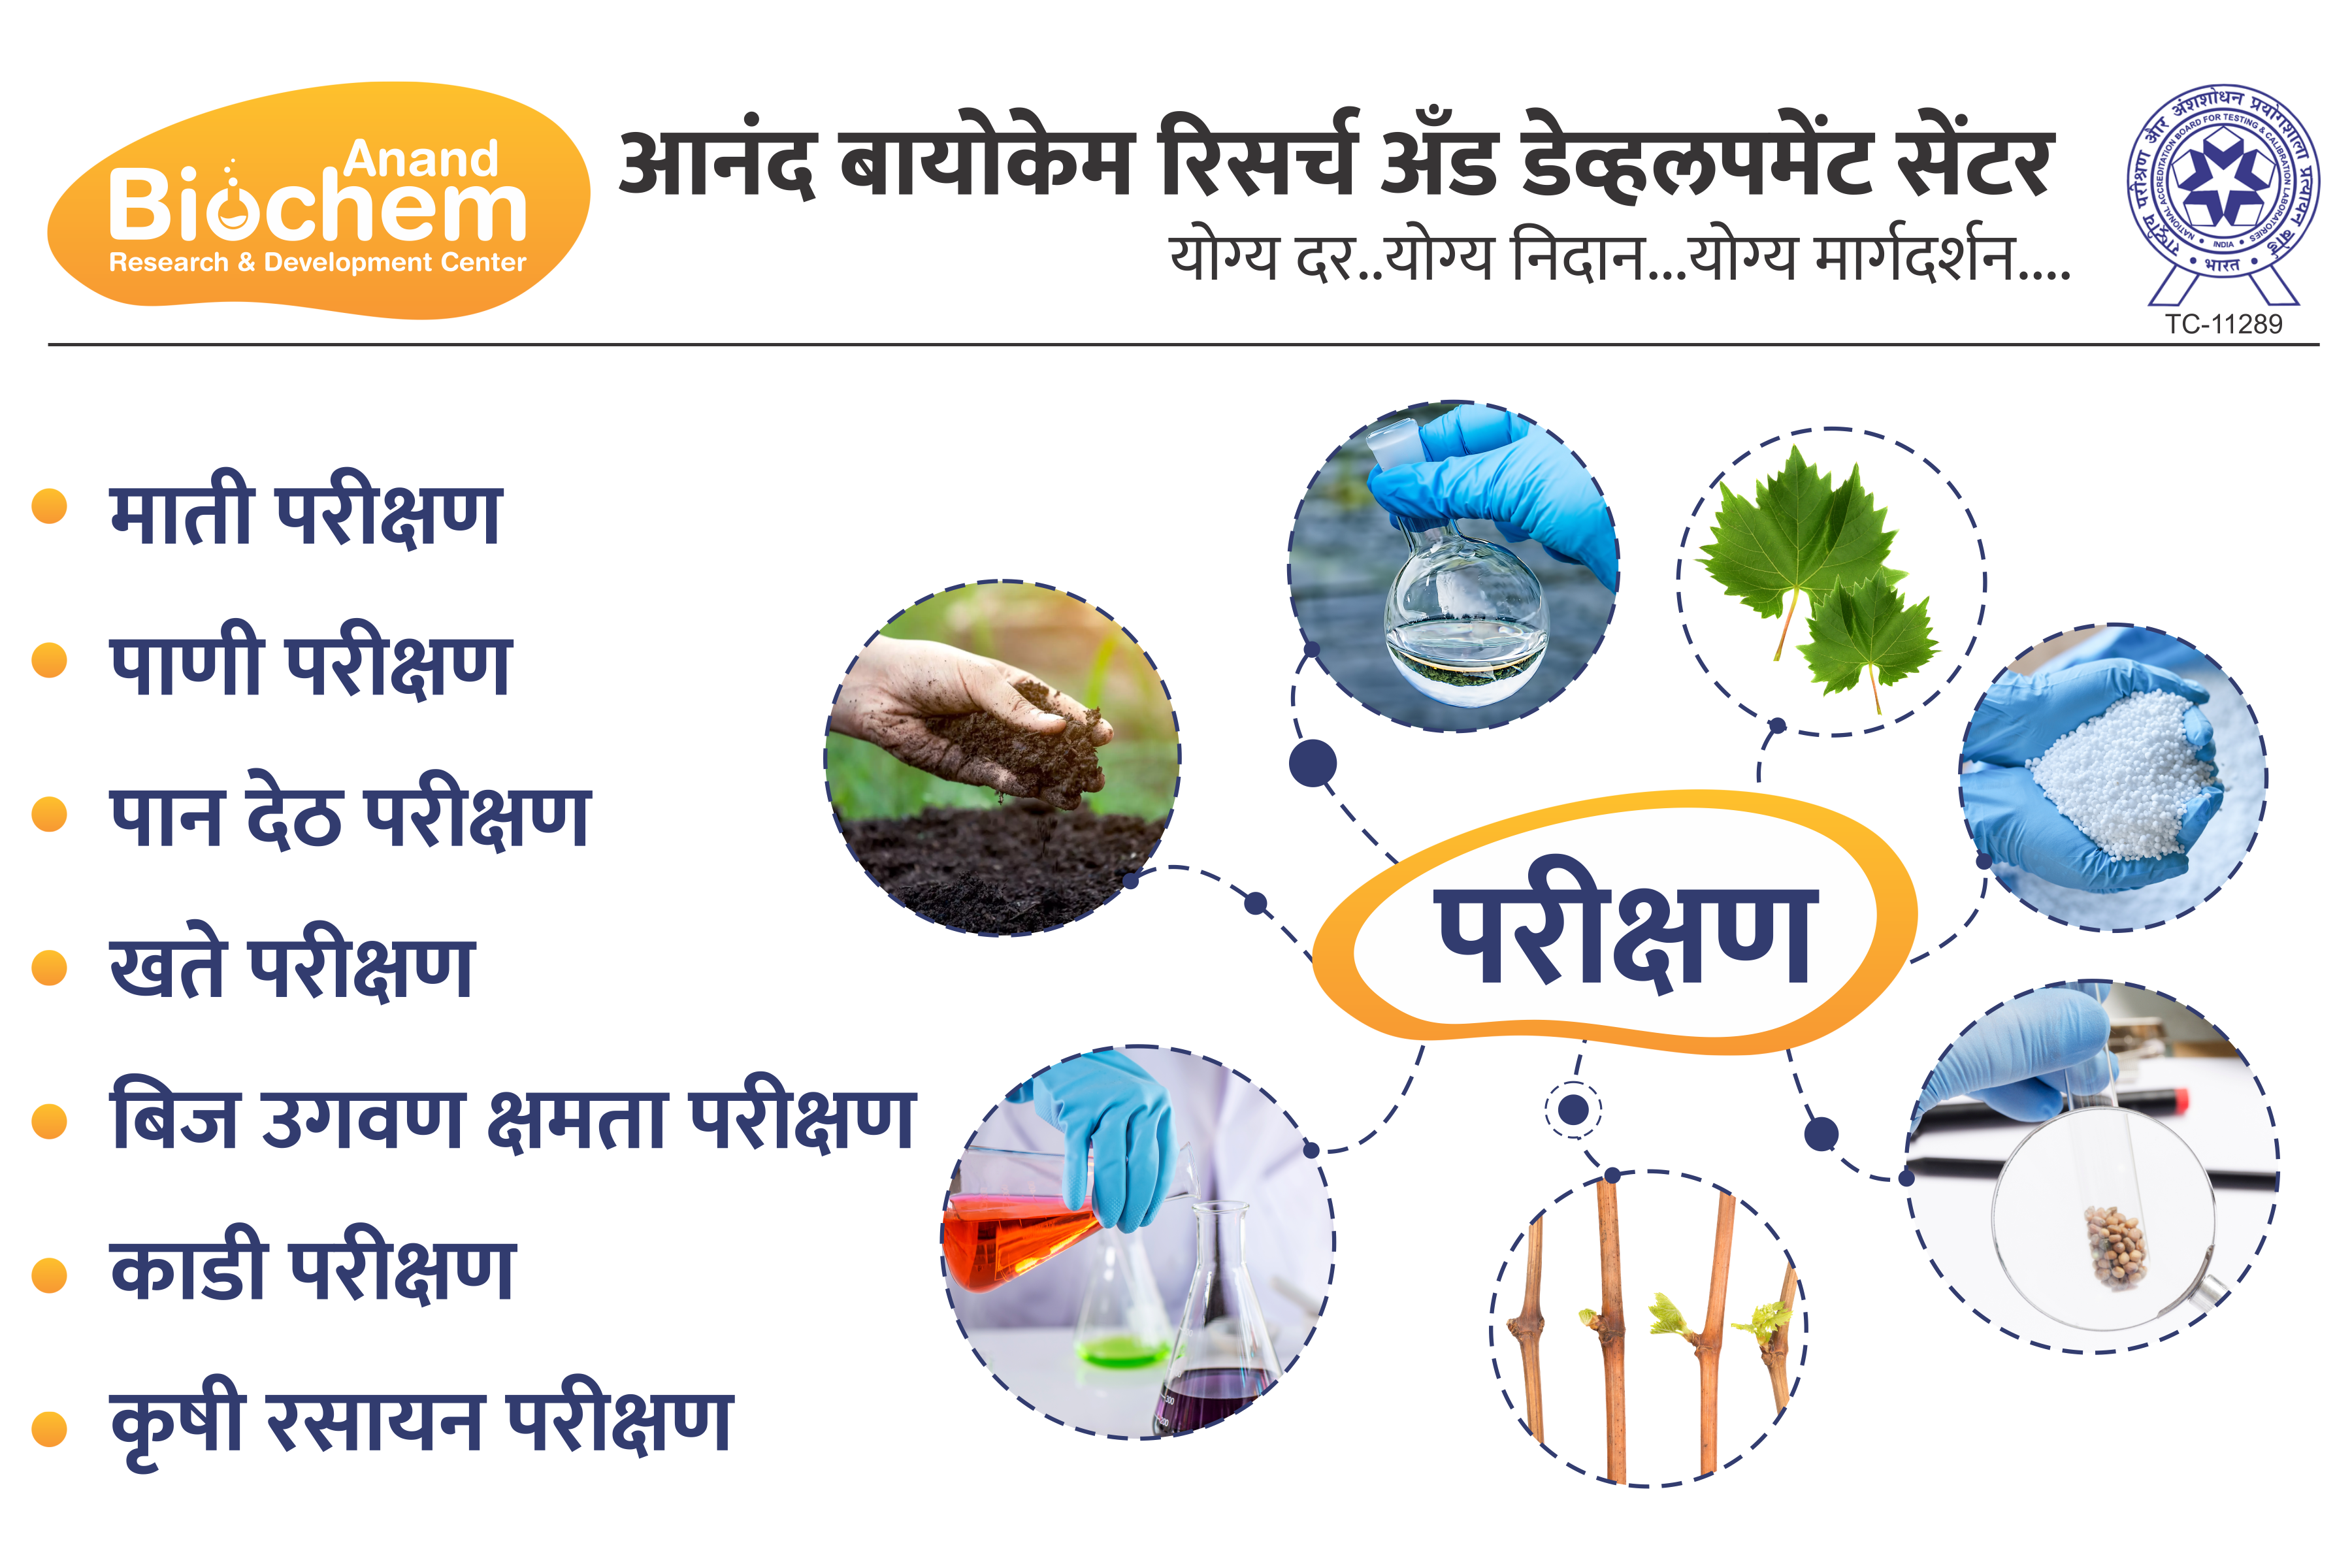 Anand
Biochem
Research & Development Center
आनंद बायोकेम रिसर्च अँड डेव्हलपमेंट सेंटर
योग्य दर..योग्य निदान...योग्य मार्गदर्शन....
राष्ट्रीय परीक्षण और अंशशोधन प्रयोगशाला प्रत्यायन बोर्ड
NATIONAL ACCREDITATION BOARD FOR TESTING & CALIBRATION LABORATORIES
INDIA
भारत
TC-11289
माती परीक्षण
पाणी परीक्षण
पान देठ परीक्षण
खते परीक्षण
बिज उगवण क्षमता परीक्षण
काडी परीक्षण
कृषी रसायन परीक्षण
परीक्षण